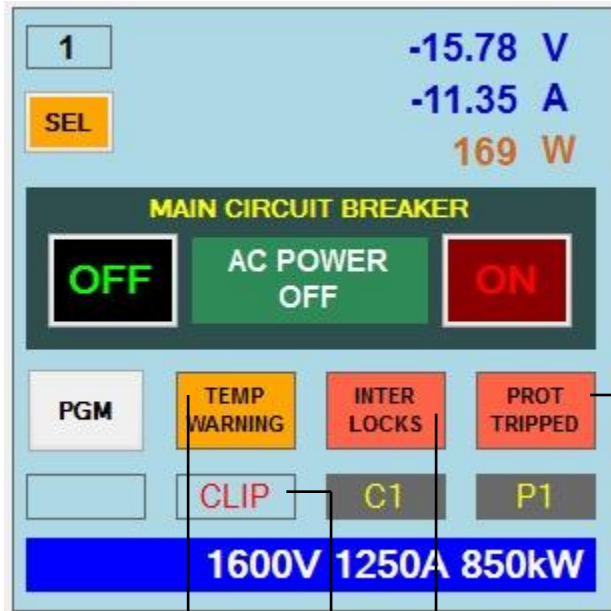 1
-15.78 V
SEL
-11.35 A
169 W
MAIN CIRCUIT BREAKER
OFF
AC POWER
OFF
ON
PGM
TEMP
WARNING
INTER
LOCKS
PROT
TRIPPED
CLIP
C1
P1
1600V 1250A 850kW